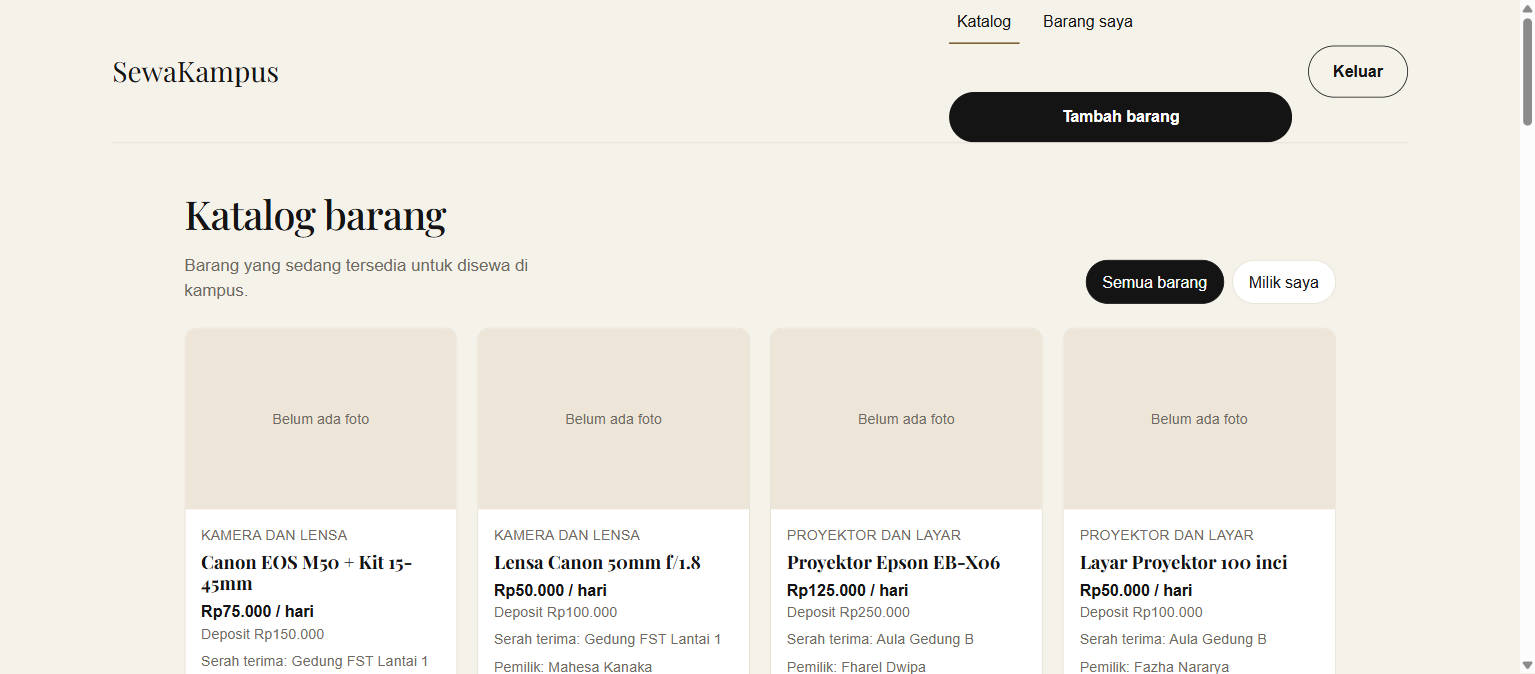 Katalog
Barang saya
SewaKampus
Keluar
Tambah barang
Katalog barang
Barang yang sedang tersedia untuk disewa di
kampus.
Semua barang
Milik saya
Belum ada foto
Belum ada foto
Belum ada foto
Belum ada foto
KAMERA DAN LENSA
Canon EOS M50 + Kit 15-
45mm
Rp75.000 / hari
Deposit Rp150.000
Serah terima: Gedung FST Lantai 1
KAMERA DAN LENSA
Lensa Canon 50mm f/1.8
Rp50.000 / hari
Deposit Rp100.000
Serah terima: Gedung FST Lantai 1
Pemilik: Mahesa Kanaka
PROYEKTOR DAN LAYAR
Proyektor Epson EB-X06
Rp125.000 / hari
Deposit Rp250.000
Serah terima: Aula Gedung B
Pemilik: Fharel Dwipa
PROYEKTOR DAN LAYAR
Layar Proyektor 100 inci
Rp50.000 / hari
Deposit Rp100.000
Serah terima: Aula Gedung B
Pemilik: Fazha Nararya